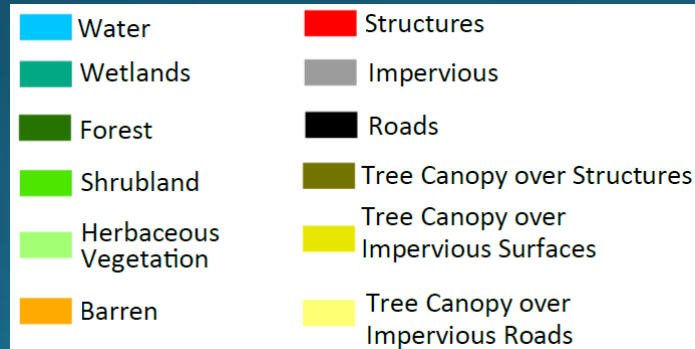 Water
Wetlands
Forest
Shrubland
Herbaceous
Vegetation
Barren
Structures
Impervious
Roads
Tree Canopy over Structures
Tree Canopy over
Impervious Surfaces
Tree Canopy over
Impervious Roads